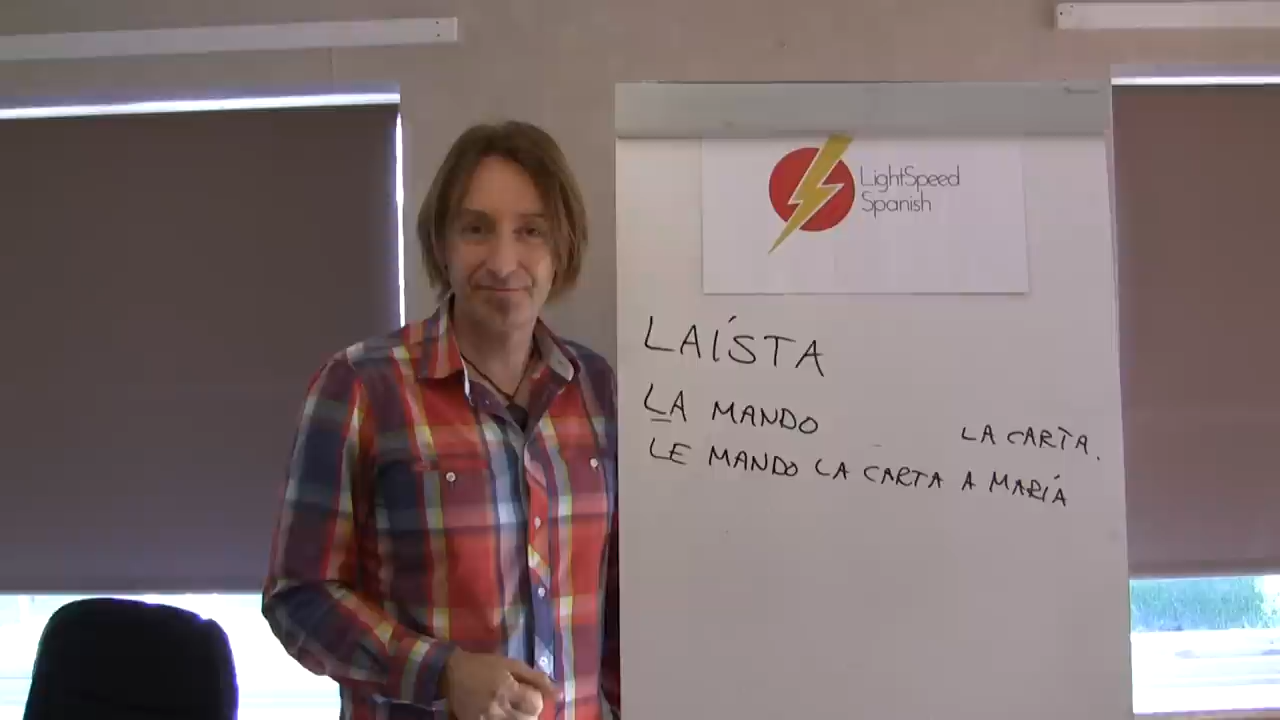 LightSpeed
Spanish
LAÍSTA
LA MANDO LA CARTA.
LE MANDO LA CARTA A MARÍA